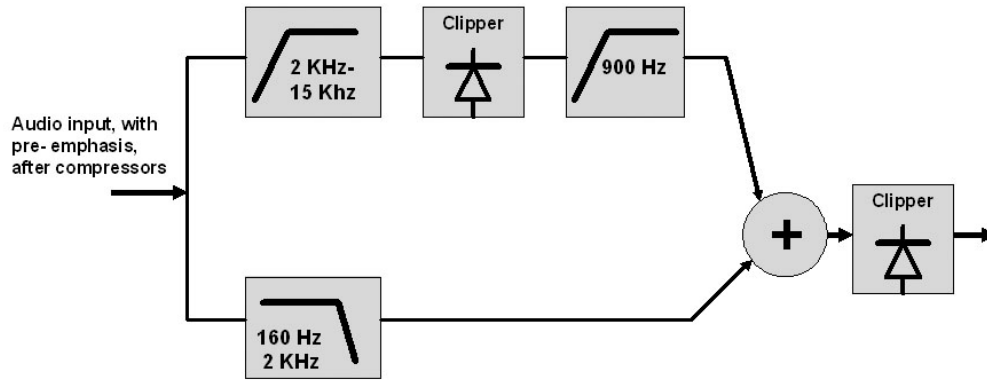 2 KHz-
15 Khz
Clipper
900 Hz
Audio input, with
pre- emphasis,
after compressors
+
Clipper
160 Hz
2 KHz